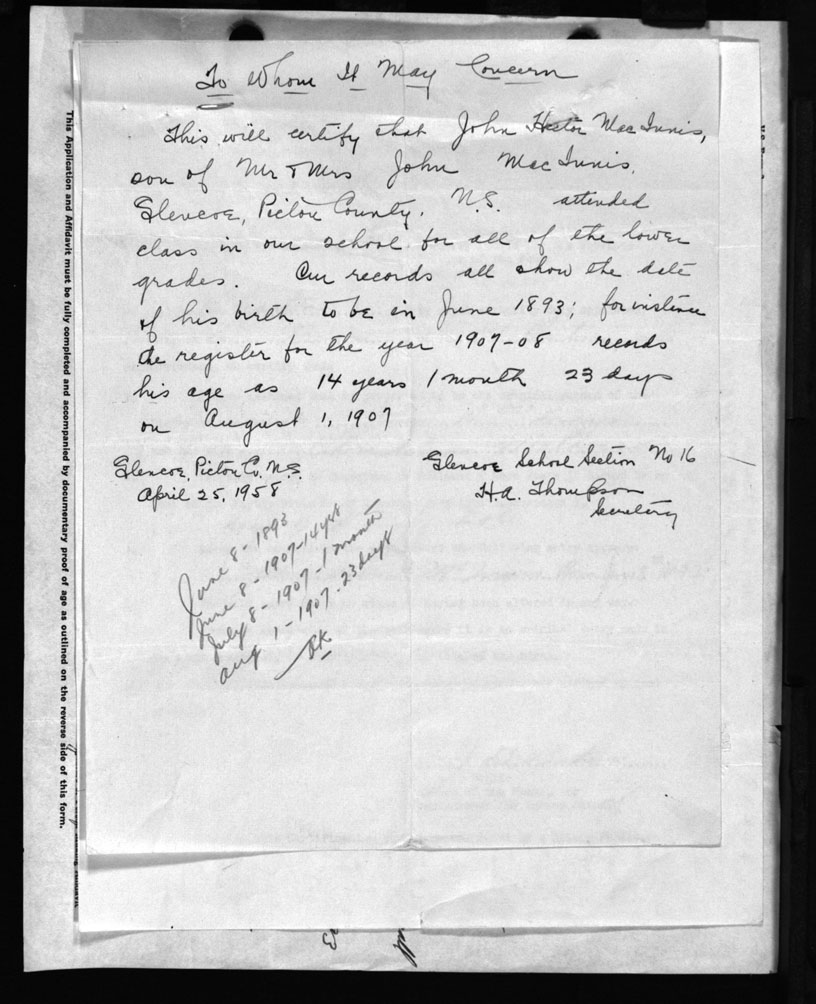 To Whom It May Concern
This will certify that John Hector MacInnis,
son of Mr & Mrs John MacInnis,
Glencoe, Pictou County, N.S. attended
class in our school for all of the lower
grades. Our records all show the date
of his birth to be in June 1893; for instance
the register for the year 1907-08 records
his age as 14 years 1 month 23 days
on August 1, 1907
Glencoe, Pictou Co. N.S.
April 25, 1958
Glencoe School Section No 16
H.A. Thompson
Secretary
June 8 - 1893
June 8 - 1907 - 14 yrs
July 8 - 1907 - 1 month
Aug 1 - 1907 - 23 days
OK
This Application and Affidavit must be fully completed and accompanied by documentary proof of age as outlined on the reverse side of this form.